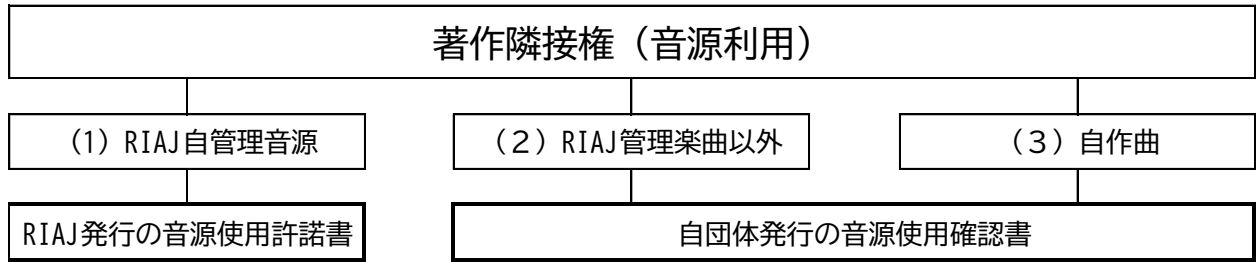 著作隣接権（音源利用）
(1) RIAJ自管理音源
（２）RIAJ管理楽曲以外
（３）自作曲
RIAJ発行の音源使用許諾書
自団体発行の音源使用確認書